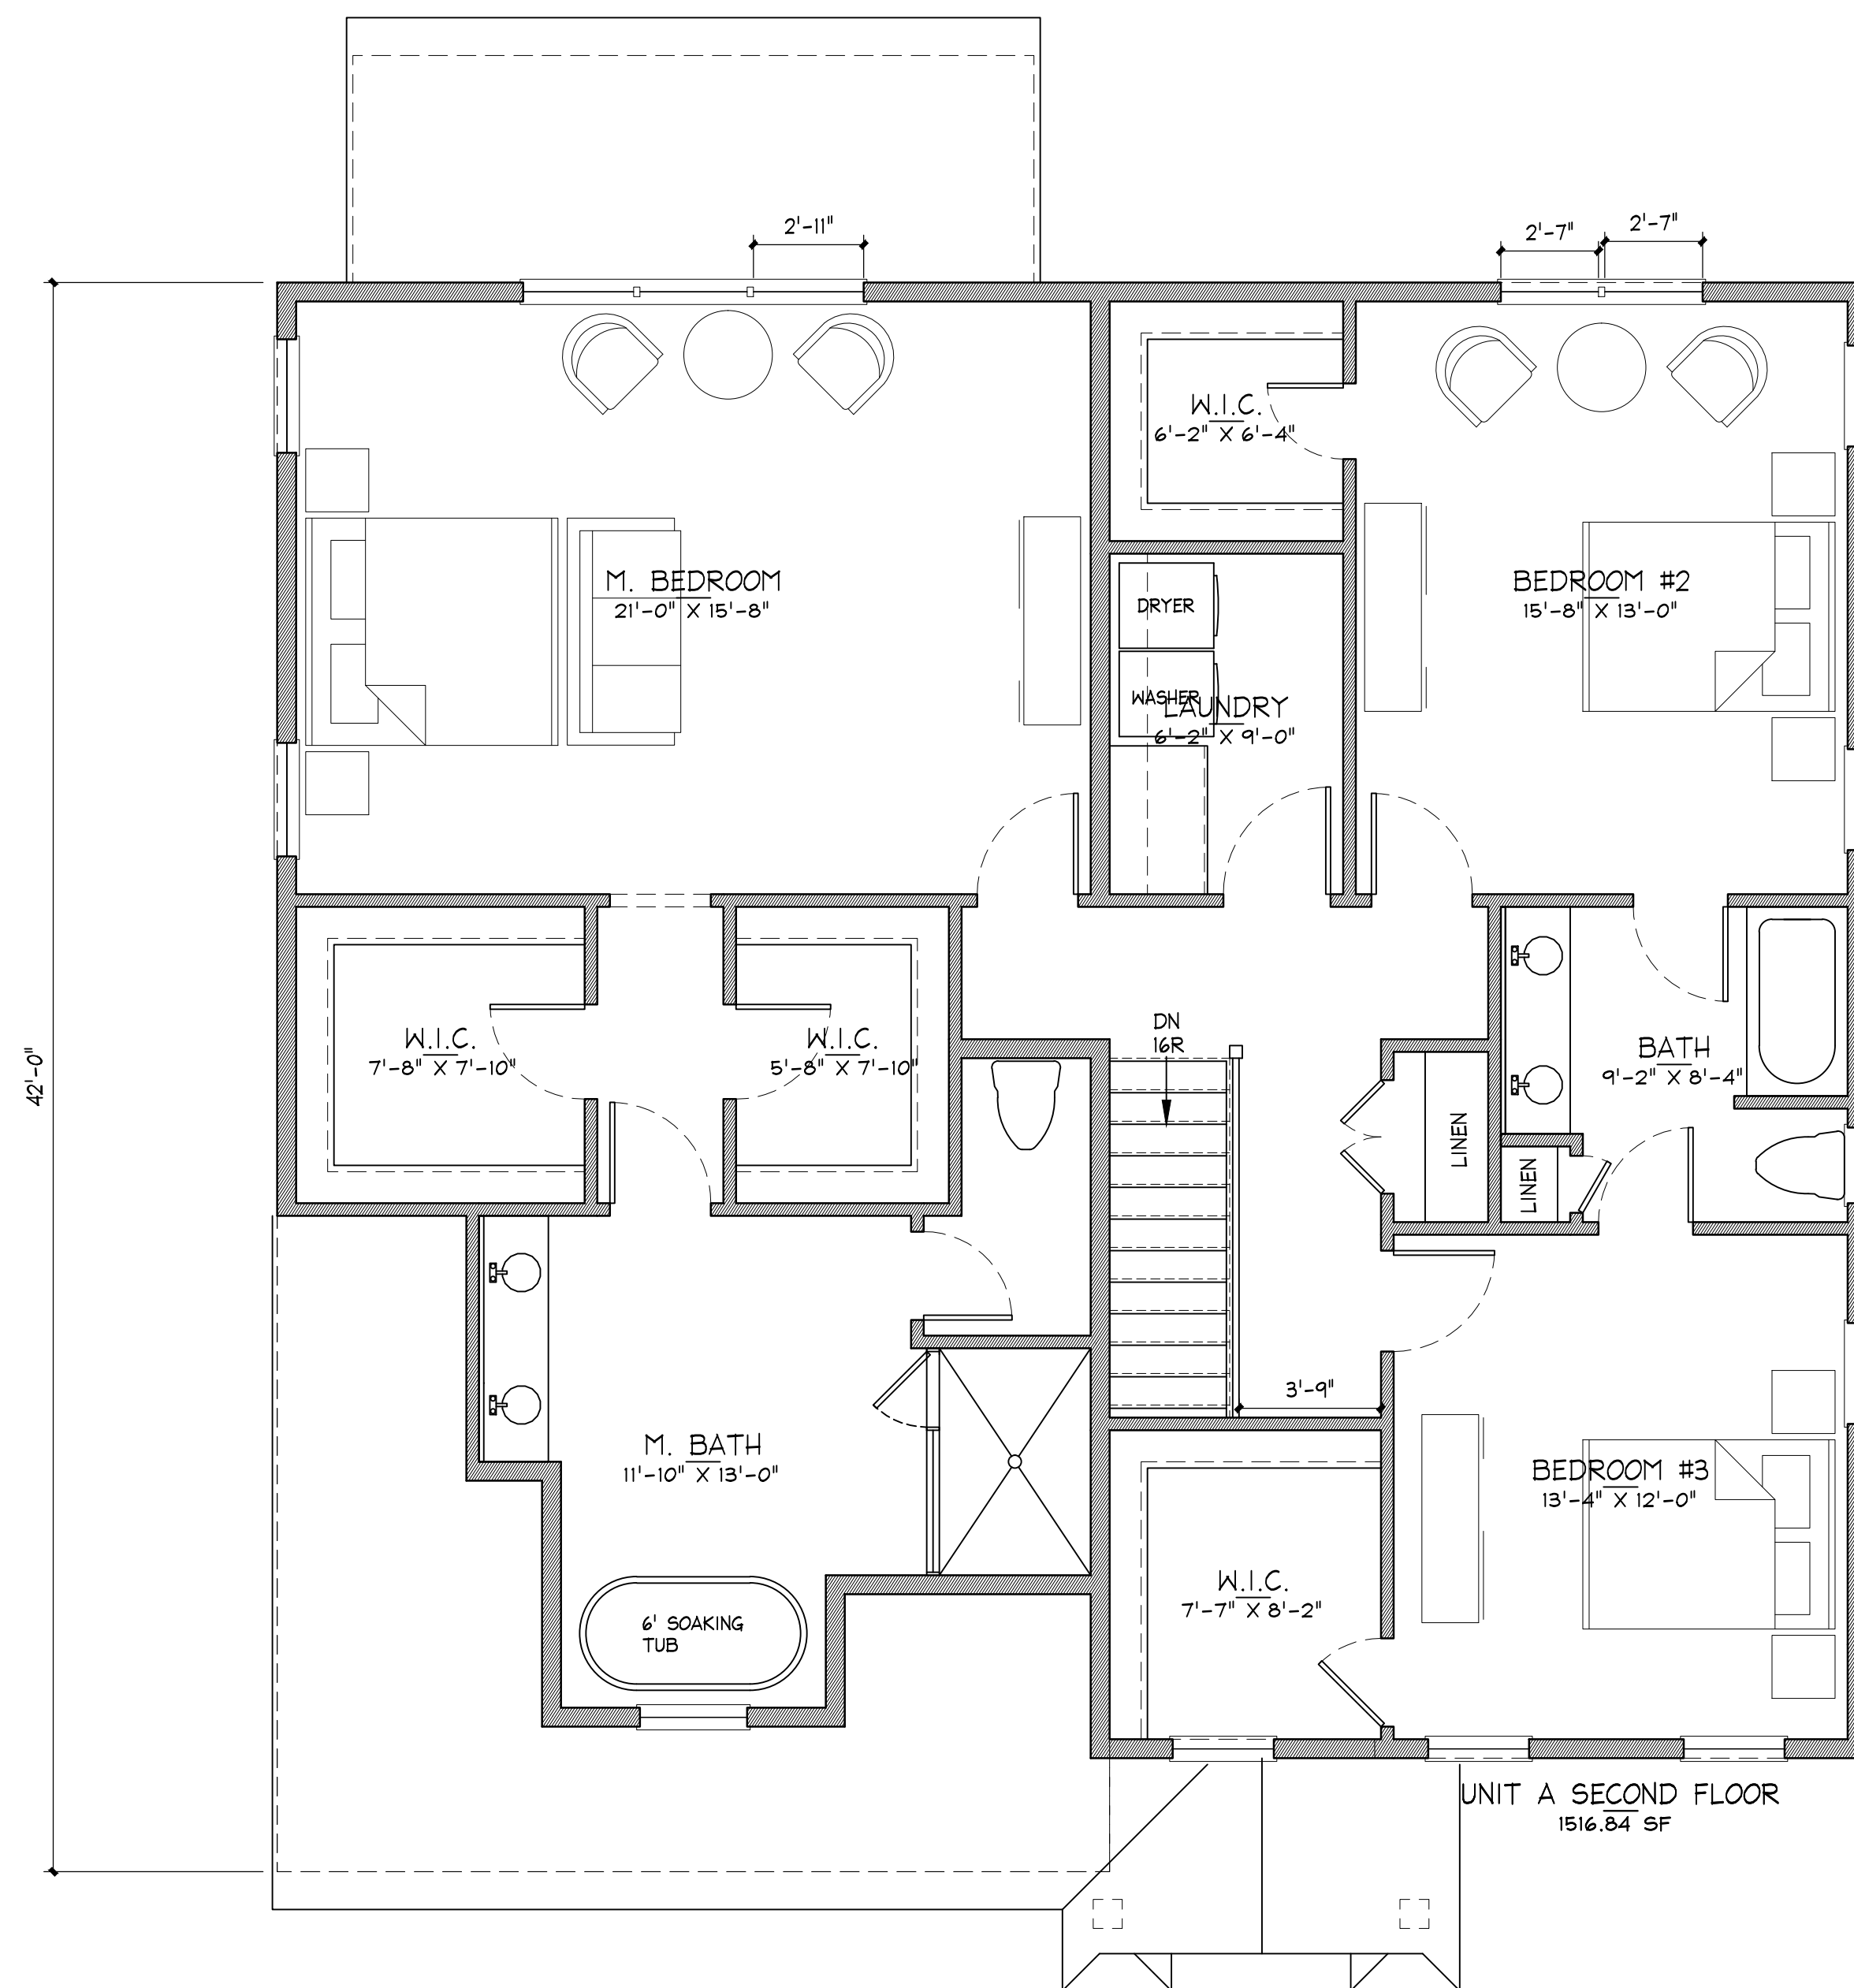 2'-11"
2'-7"
2'-7"
W.I.C.
6'-2" X 6'-4"
M. BEDROOM
21'-0" X 15'-8"
DRYER
BEDROOM #2
15'-8" X 13'-0"
WASHER
LAUNDRY
6'-2" X 9'-0"
42'-0"
W.I.C.
7'-8" X 7'-10"
W.I.C.
5'-8" X 7'-10"
DN
16R
BATH
9'-2" X 8'-4"
LINEN
LINEN
3'-9"
M. BATH
11'-10" X 13'-0"
BEDROOM #3
13'-4" X 12'-0"
W.I.C.
7'-7" X 8'-2"
6' SOAKING
TUB
UNIT A SECOND FLOOR
1516.84 SF